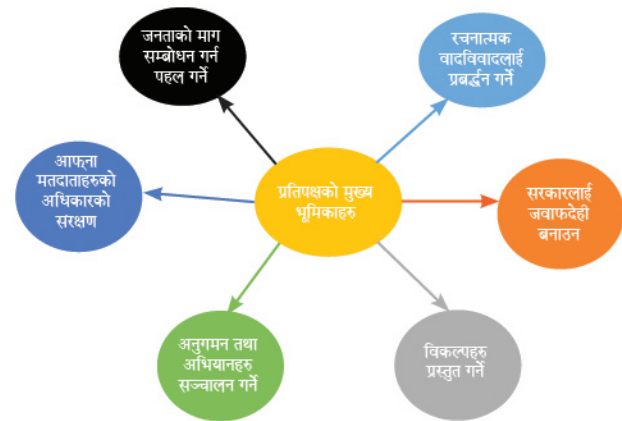 जनताको माग
सम्बोधन गर्न
पहल गर्ने
रचनात्मक
वादविवादलाई
प्रबर्द्धन गर्ने
आफ्ना
मतदाताहरुको
अधिकारको
संरक्षण
प्रतिपक्षको मुख्य
भूमिकाहरु
सरकारलाई
जवाफदेही
बनाउन
अनुगमन तथा
अभियानहरु
सञ्चालन गर्ने
विकल्पहरु
प्रस्तुत गर्ने